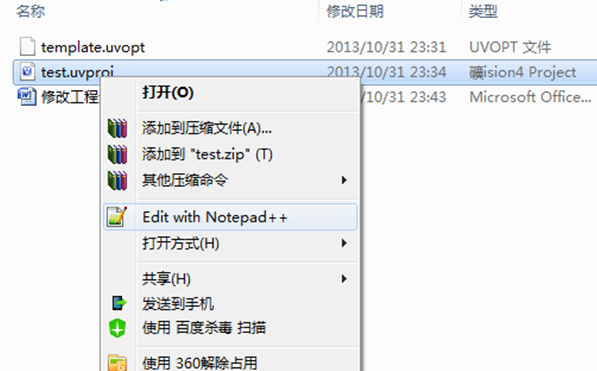 名称 修改日期 类型
template.uvopt 2013/10/31 23:31 UVOPT 文件
test.uvproj 2013/10/31 23:34 礦ision4 Project
修改工程 /10/31 23:43 Microsoft Office...
打开(O)
添加到压缩文件(A)...
添加到 "test.zip" (T)
其他压缩命令
Edit with Notepad++
打开方式(H)
共享(H)
发送到手机
使用 百度杀毒 扫描
使用 360解除占用